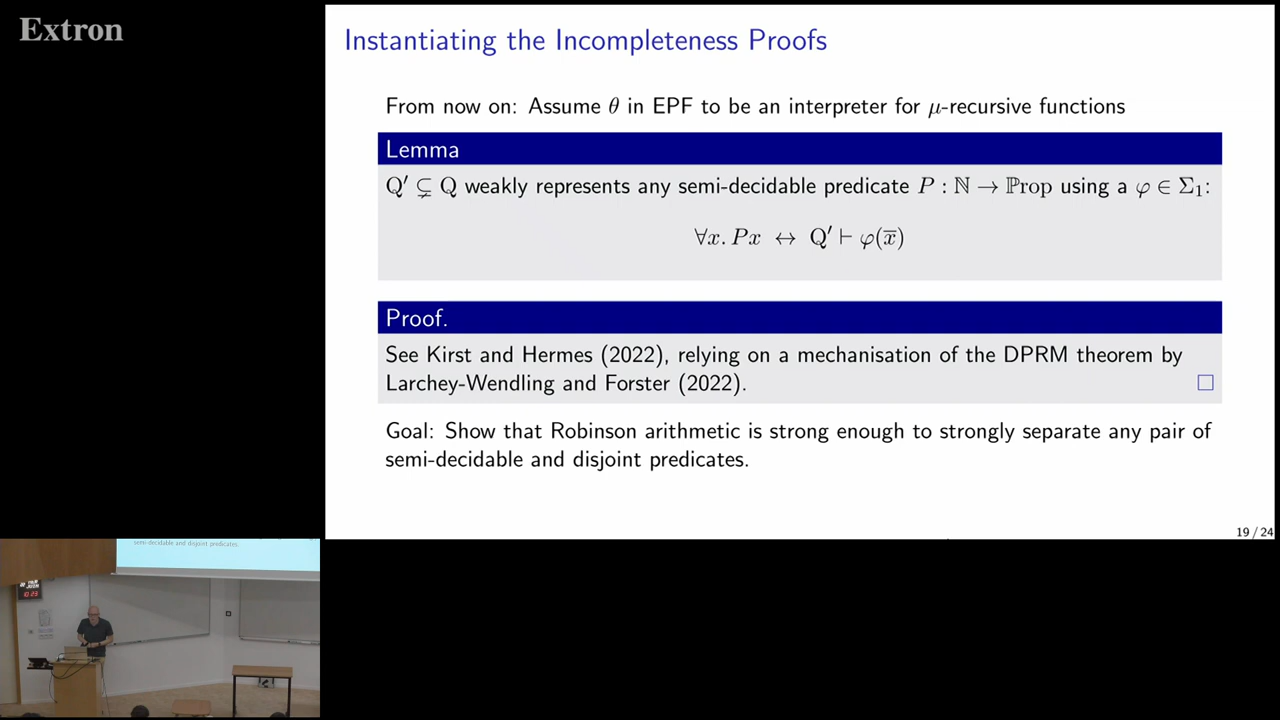 Extron
Instantiating the Incompleteness Proofs
From now on: Assume θ in EPF to be an interpreter for μ-recursive functions
Lemma
Q′ ⊊ Q weakly represents any semi-decidable predicate P : ℕ → ℙrop using a φ ∈ Σ₁:
∀x. Px ↔ Q′ ⊢ φ(x̅)
Proof.
See Kirst and Hermes (2022), relying on a mechanisation of the DPRM theorem by
Larchey-Wendling and Forster (2022).
Goal: Show that Robinson arithmetic is strong enough to strongly separate any pair of
semi-decidable and disjoint predicates.
19 / 24
semi-decidable and disjoint predicates.
10:29